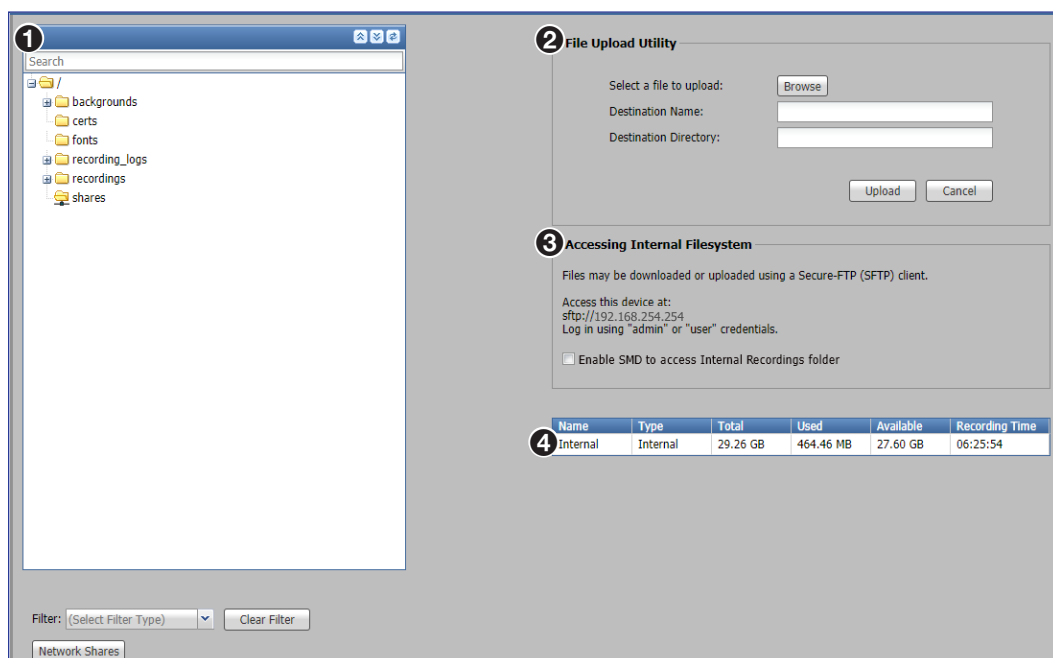 1
Search
/
backgrounds
certs
fonts
recording_logs
recordings
shares
Filter: (Select Filter Type) Clear Filter
Network Shares
2 File Upload Utility
Select a file to upload: Browse
Destination Name:
Destination Directory:
Upload Cancel
3 Accessing Internal Filesystem
Files may be downloaded or uploaded using a Secure-FTP (SFTP) client.
Access this device at:
sftp://192.168.254.254
Log in using "admin" or "user" credentials.
Enable SMD to access Internal Recordings folder
Name Type Total Used Available Recording Time
4 Internal Internal 29.26 GB 464.46 MB 27.60 GB 06:25:54